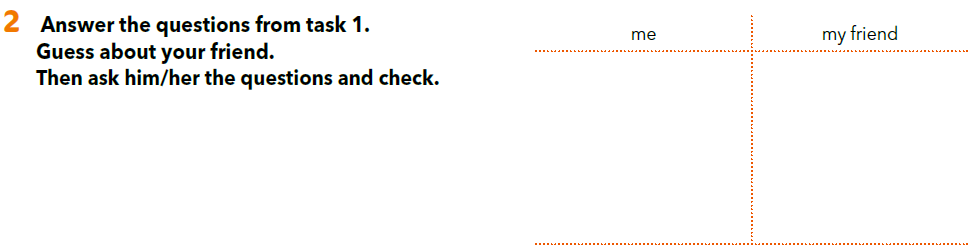 2 Answer the questions from task 1.
Guess about your friend.
Then ask him/her the questions and check.
me my friend